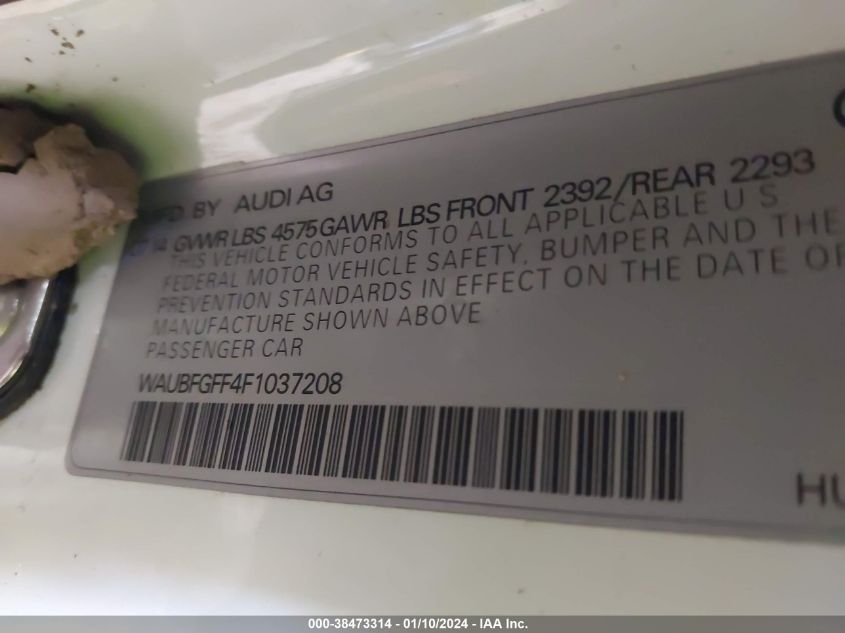 BY AUDI AG
14 GVWR LBS 4575 GAWR LBS FRONT 2392/REAR 2293
THIS VEHICLE CONFORMS TO ALL APPLICABLE U S
FEDERAL MOTOR VEHICLE SAFETY, BUMPER AND THE
PREVENTION STANDARDS IN EFFECT ON THE DATE OF
MANUFACTURE SHOWN ABOVE
PASSENGER CAR
WAUBFGFF4F1037208
HU
000-38473314 - 01/10/2024 - IAA Inc.